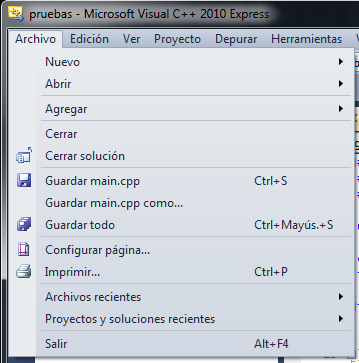 pruebas - Microsoft Visual C++ 2010 Express
Archivo Edición Ver Proyecto Depurar Herramientas
Nuevo
Abrir
Agregar
Cerrar
Cerrar solución
Guardar main.cpp Ctrl+S
Guardar main.cpp como...
Guardar todo Ctrl+Mayús.+S
Configurar página...
Imprimir... Ctrl+P
Archivos recientes
Proyectos y soluciones recientes
Salir Alt+F4